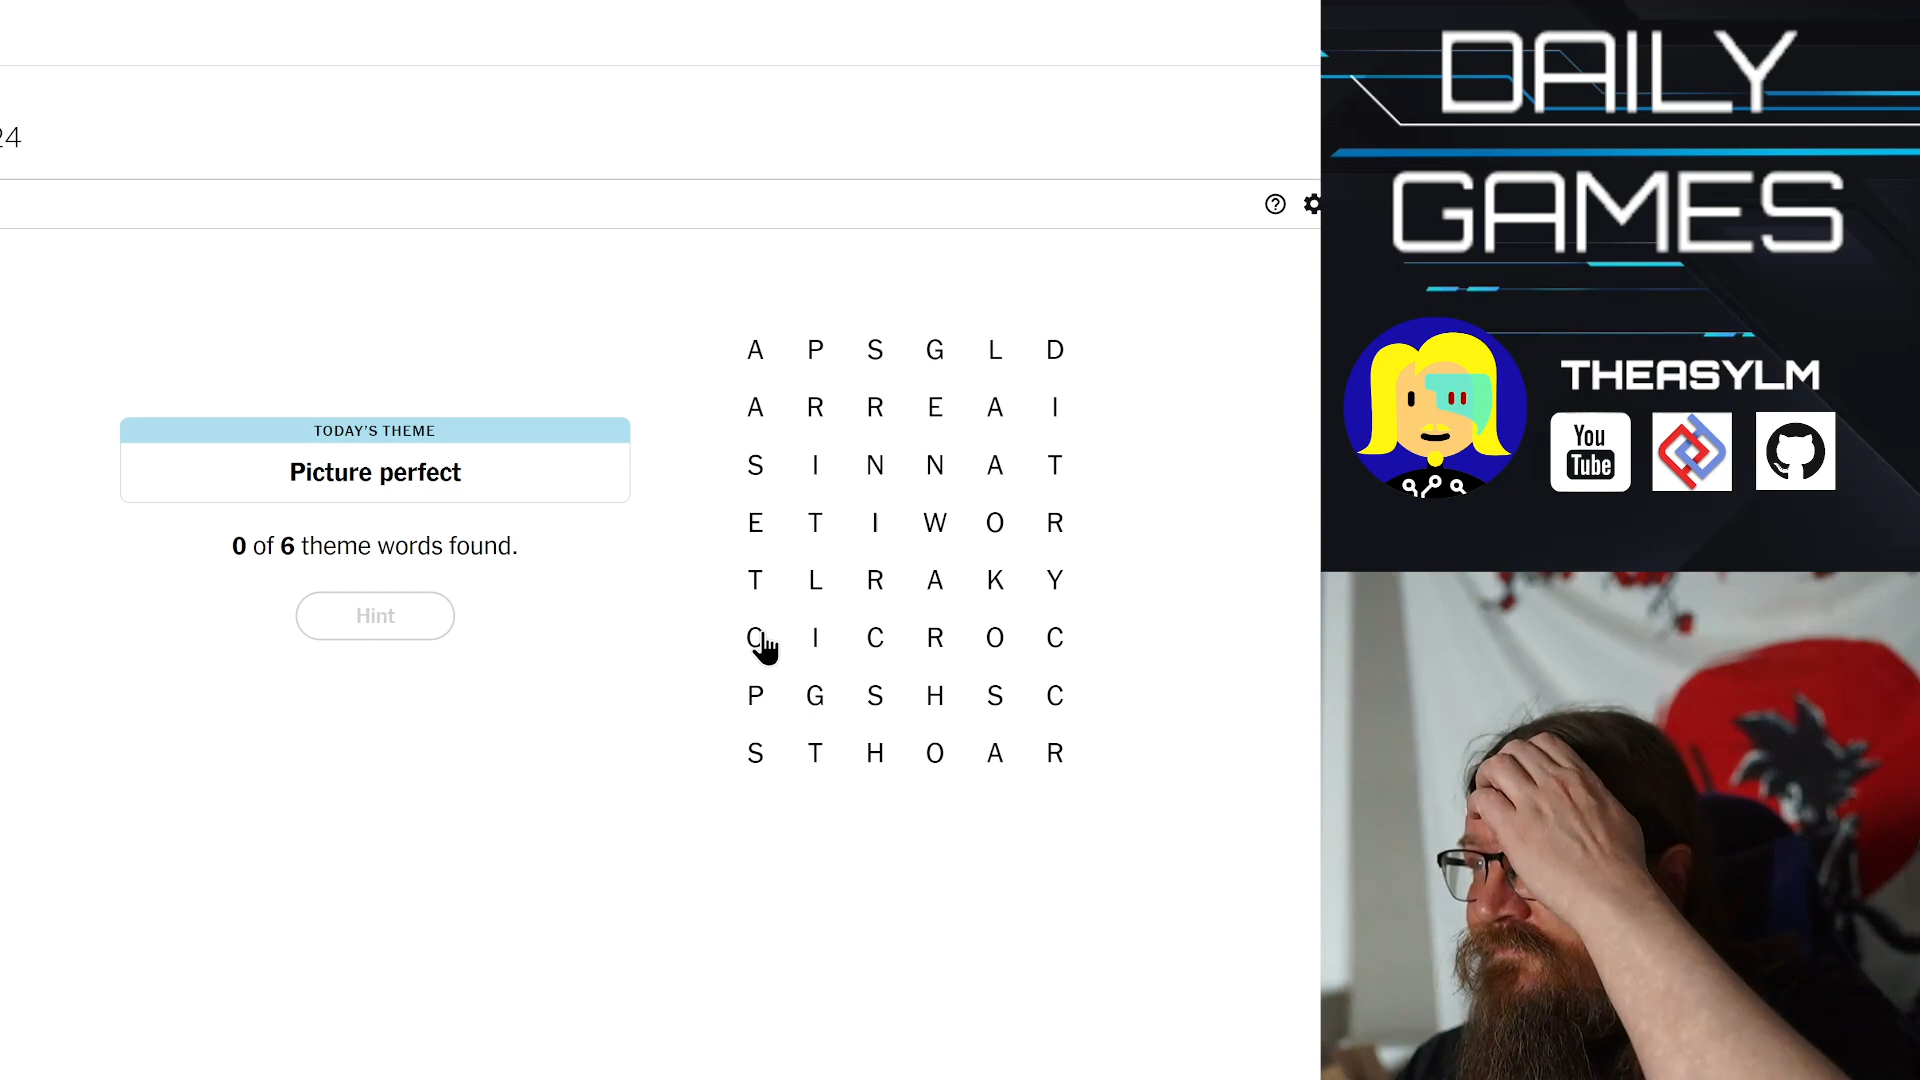 24
TODAY'S THEME
Picture perfect
0 of 6 theme words found.
Hint
A P S G L D
A R R E A I
S I N N A T
E T I W O R
T L R A K Y
C I C R O C
P G S H S C
S T H O A R
DAILY
GAMES
THEASYLM
You
Tube